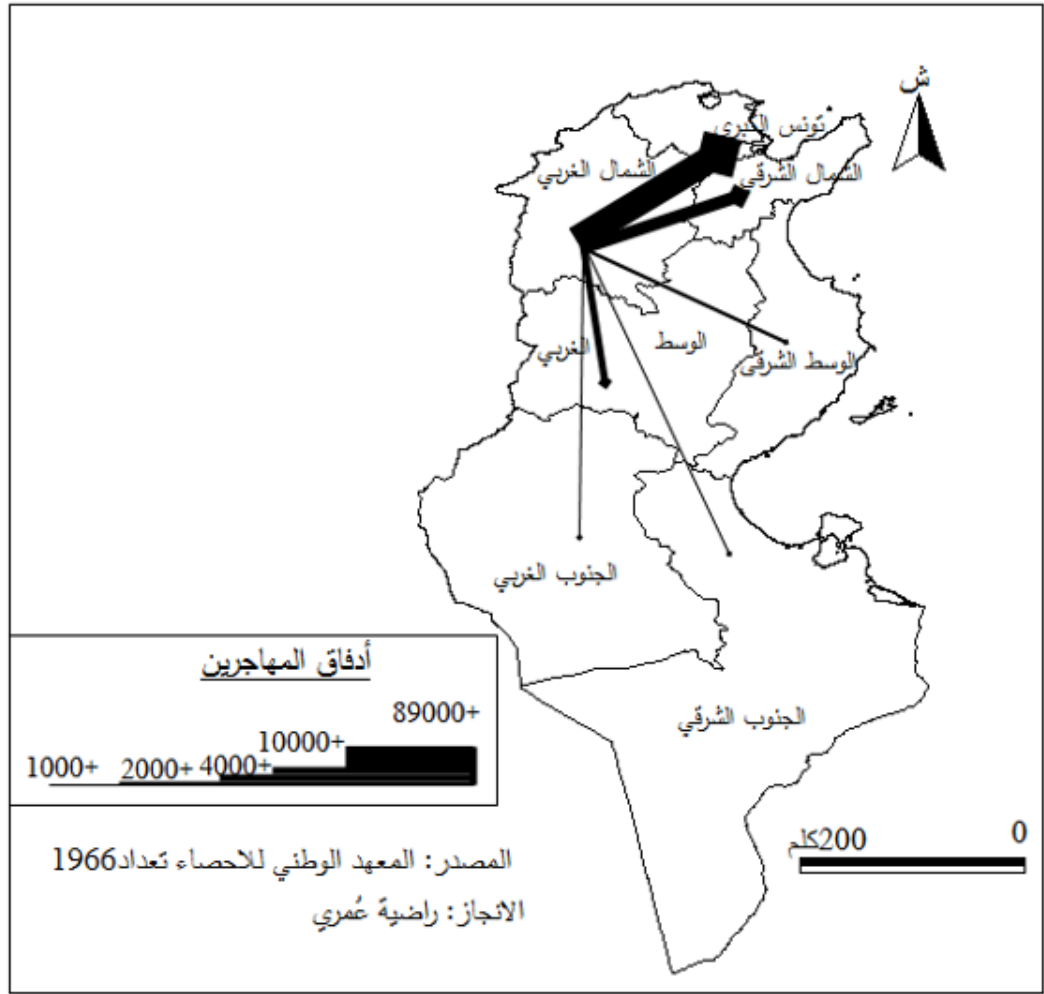 ش
تونس الكبرى
الشمال الغربي
الشمال الشرقي
الوسط
الغربي
الوسط الشرقي
الجنوب الغربي
الجنوب الشرقي
أدفاق المهاجرين
89000+
10000+
4000+
2000+
1000+
200كلم
0
المصدر: المعهد الوطني للاحصاء تعداد1966
الانجاز: راضية عُمري